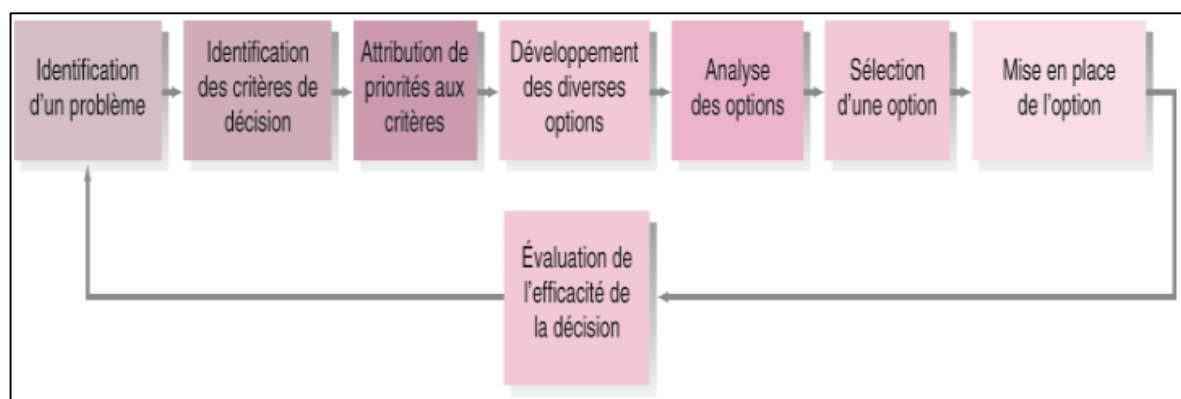 Identification
d'un problème
Identification
des critères de
décision
Attribution de
priorités aux
critères
Développement
des diverses
options
Analyse
des options
Sélection
d'une option
Mise en place
de l'option
Évaluation de
l'efficacité de
la décision